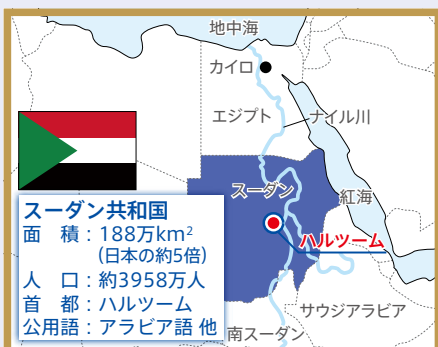 地中海
カイロ
エジプト
ナイル川
スーダン
紅海
ハルツーム
スーダン共和国
面　積：188万km²
(日本の約5倍)
人　口：約3958万人
首　都：ハルツーム
公用語：アラビア語 他
サウジアラビア
南スーダン